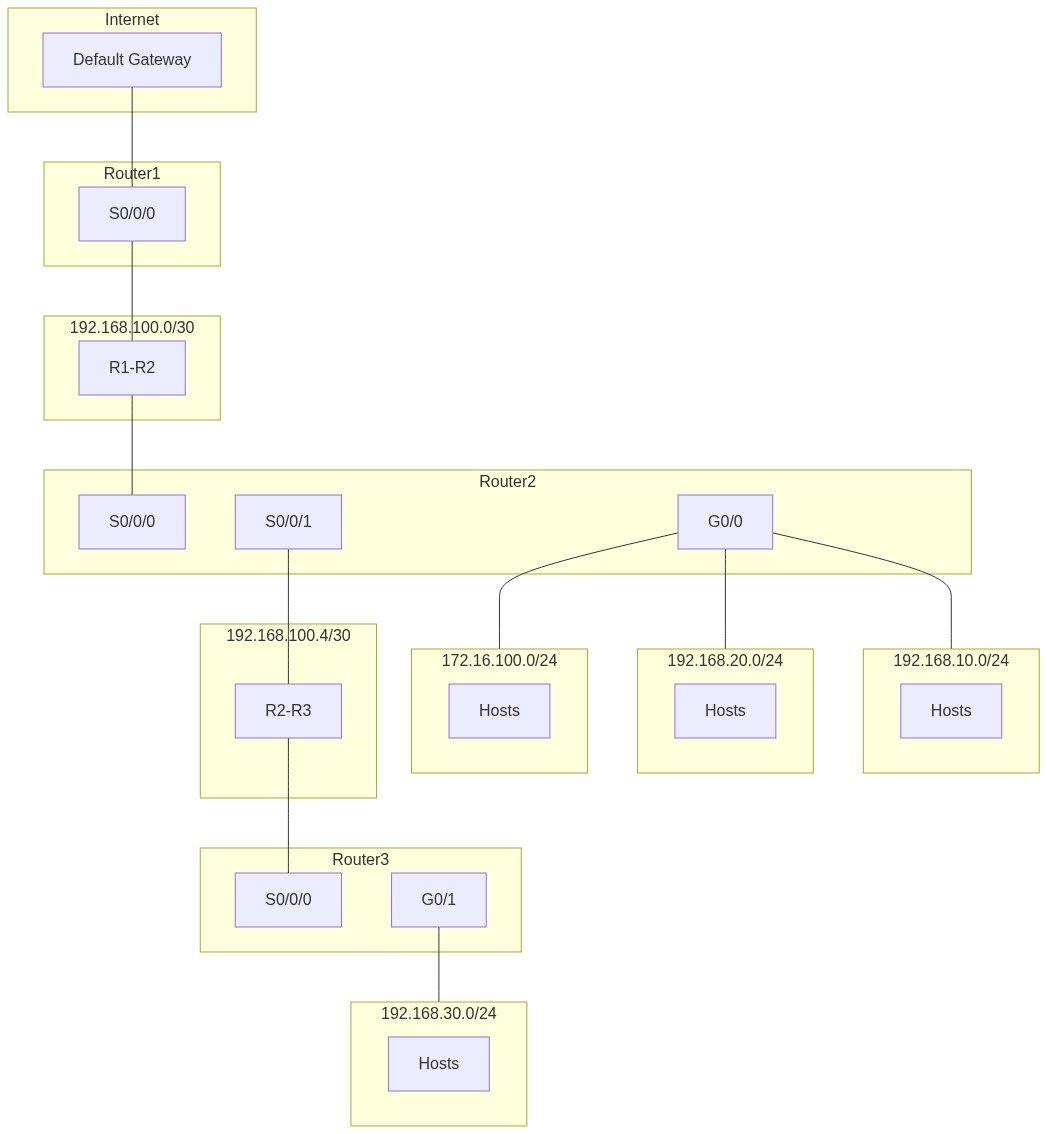 Internet
Default Gateway
Router1
S0/0/0
192.168.100.0/30
R1-R2
Router2
S0/0/0
S0/0/1
G0/0
192.168.100.4/30
R2-R3
172.16.100.0/24
Hosts
192.168.20.0/24
Hosts
192.168.10.0/24
Hosts
Router3
S0/0/0
G0/1
192.168.30.0/24
Hosts